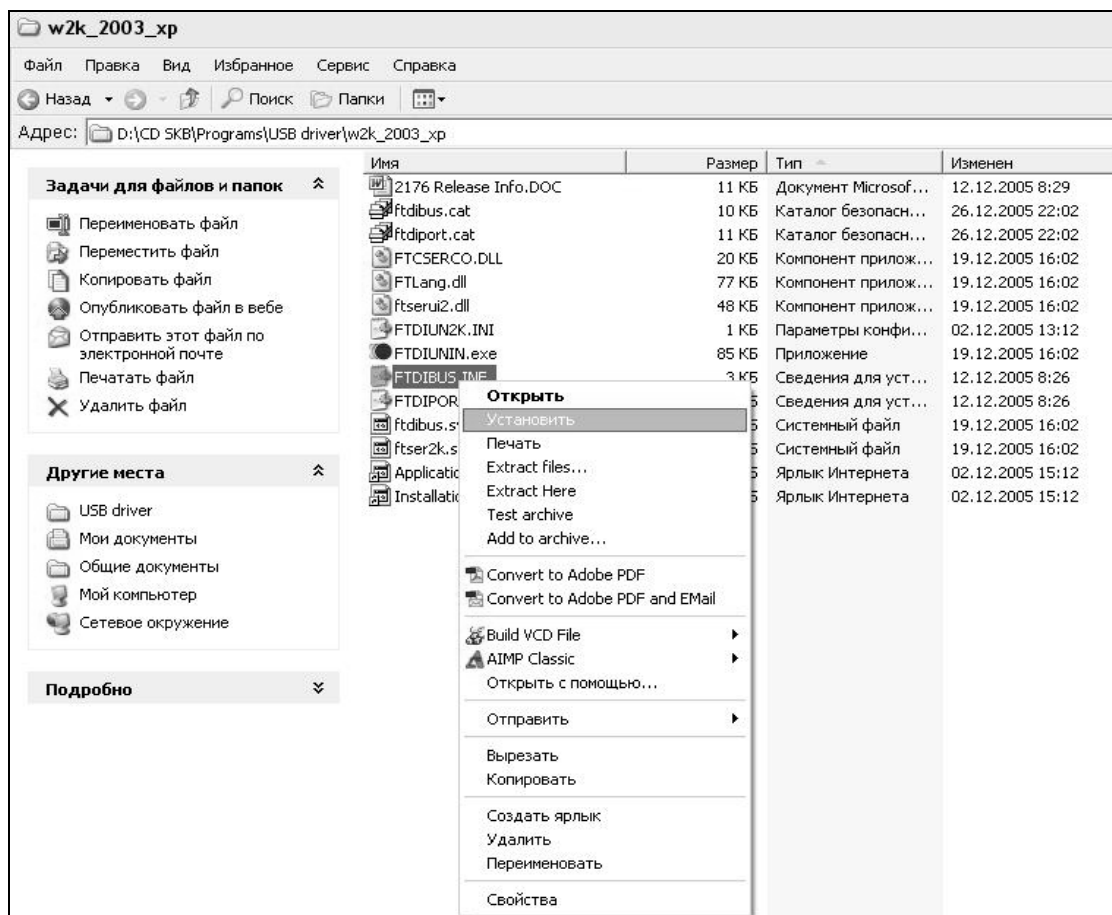 w2k_2003_xp
Файл Правка Вид Избранное Сервис Справка
Назад Поиск Папки
Адрес: D:\CD SKB\Programs\USB driver\w2k_2003_xp
Задачи для файлов и папок
Переименовать файл
Переместить файл
Копировать файл
Опубликовать файл в вебе
Отправить этот файл по
электронной почте
Печатать файл
Удалить файл
Другие места
USB driver
Мои документы
Общие документы
Мой компьютер
Сетевое окружение
Подробно
Имя Размер Тип Изменен
2176 Release Info.DOC 11 КБ Документ Microsof... 12.12.2005 8:29
ftdibus.cat 10 КБ Каталог безопасн... 26.12.2005 22:02
ftdiport.cat 11 КБ Каталог безопасн... 26.12.2005 22:02
FTCSERCO.DLL 20 КБ Компонент прилож... 19.12.2005 16:02
FTLang.dll 77 КБ Компонент прилож... 19.12.2005 16:02
ftserui2.dll 48 КБ Компонент прилож... 19.12.2005 16:02
FTDIUN2K.INI 1 КБ Параметры конфи... 02.12.2005 13:12
FTDIUNIN.exe 85 КБ Приложение 19.12.2005 16:02
FTDIBUS.INF 3 КБ Сведения для уст... 12.12.2005 8:26
FTDIPOR Б Сведения для уст... 12.12.2005 8:26
ftdibus.s Б Системный файл 19.12.2005 16:02
ftser2k.s Б Системный файл 19.12.2005 16:02
Applicatio Б Ярлык Интернета 02.12.2005 15:12
Installatio Б Ярлык Интернета 02.12.2005 15:12
Открыть
Установить
Печать
Extract files...
Extract Here
Test archive
Add to archive...
Convert to Adobe PDF
Convert to Adobe PDF and EMail
Build VCD File
AIMP Classic
Открыть с помощью...
Отправить
Вырезать
Копировать
Создать ярлык
Удалить
Переименовать
Свойства